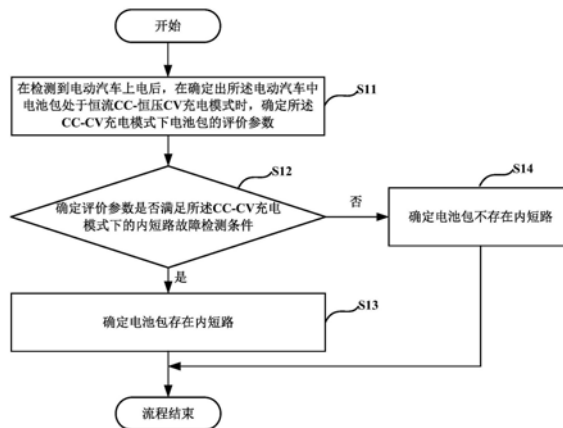 开始
在检测到电动汽车上电后，在确定出所述电动汽车中
电池包处于恒流CC-恒压CV充电模式时，确定所述
CC-CV充电模式下电池包的评价参数
S11
S12
确定评价参数是否满足所述CC-CV充电
模式下的内短路故障检测条件
否
S14
确定电池包不存在内短路
是
S13
确定电池包存在内短路
流程结束